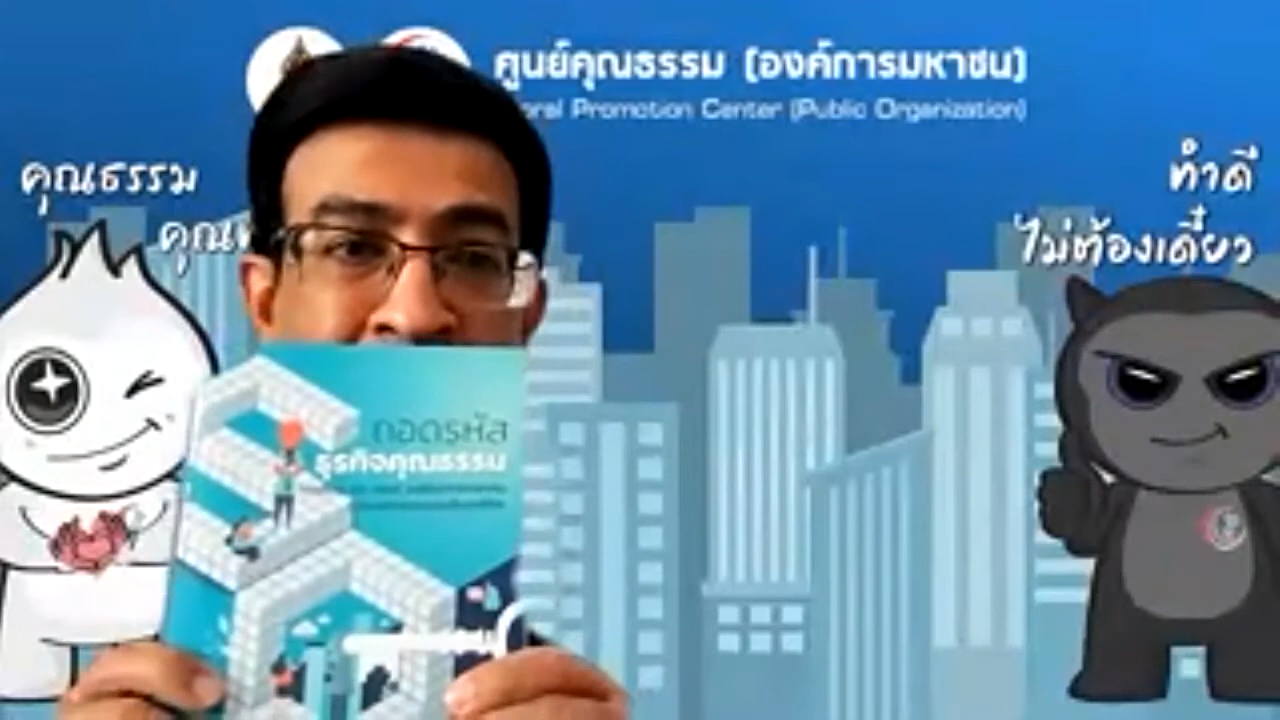 ศูนย์คุณธรรม (องค์การมหาชน)
oral Promotion Center (Public Organization)
คุณธรรม
ทำดี
ไม่ต้องเดี๋ยว
ถอดรหัส
ธุรกิจคุณธรรม